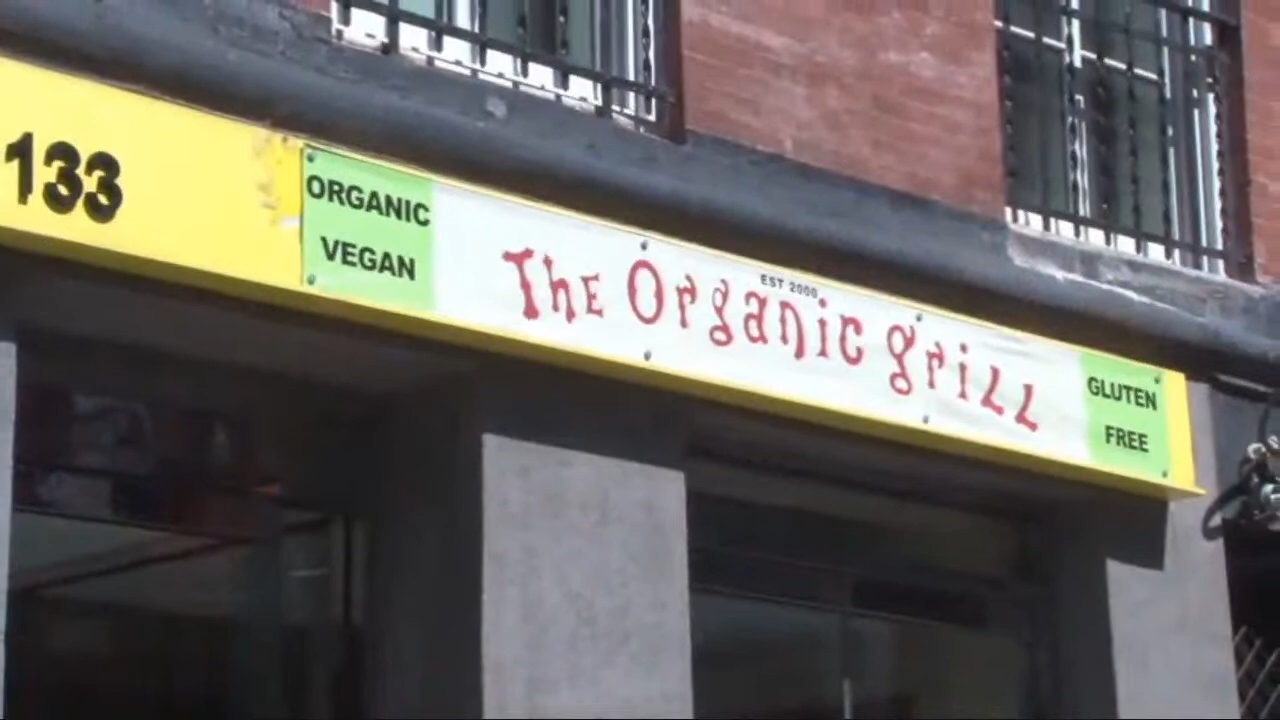 133
ORGANIC
VEGAN
EST 2000
The Organic grill
GLUTEN
FREE